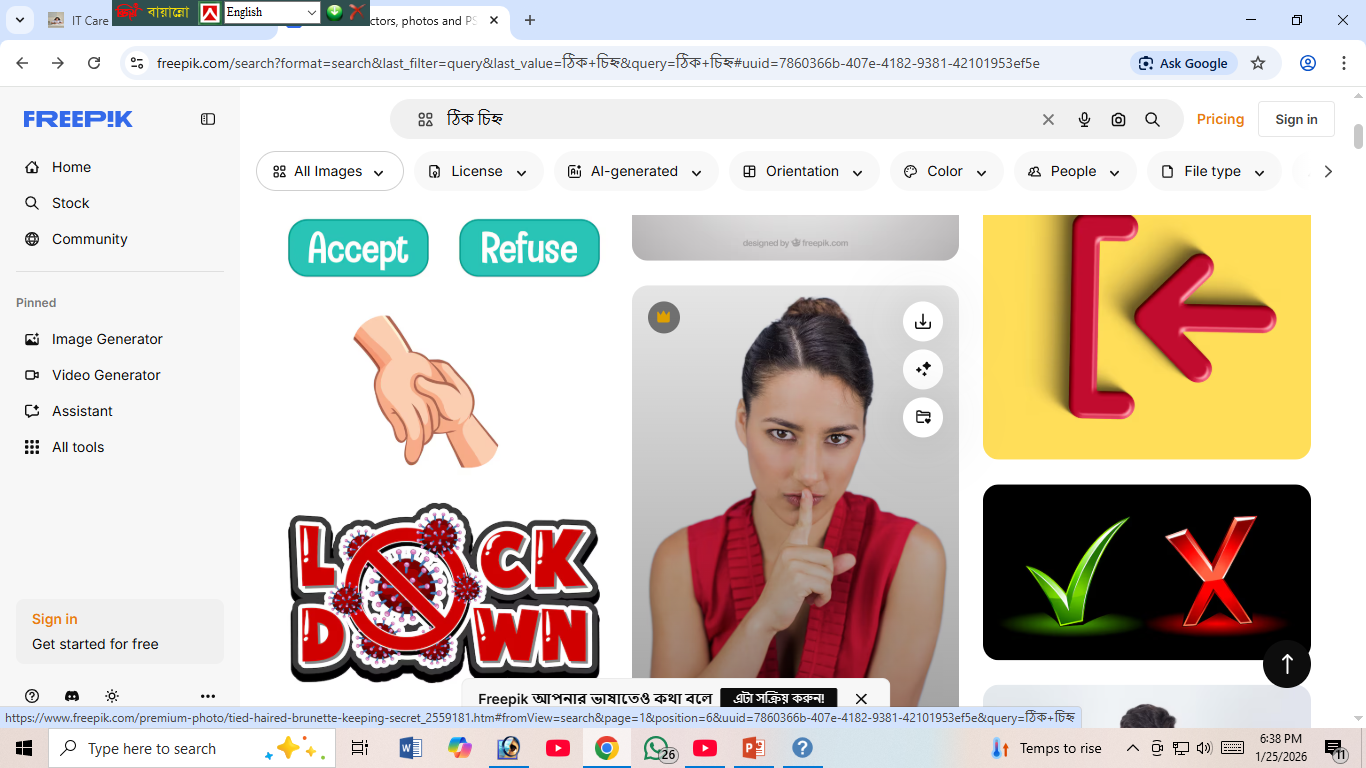 IT Care
বায়ান্নো
English
ctors, photos and PS
freepik.com/search?format=search&last_filter=query&last_value=ঠিক+চিহ্ন&query=ঠিক+চিহ্ন#uuid=7860366b-407e-4182-9381-42101953ef5e
Ask Google
FREEPIK
ঠিক চিহ্ন
Pricing
Sign in
All Images
License
AI-generated
Orientation
Color
People
File type
Home
Stock
Community
Pinned
Image Generator
Video Generator
Assistant
All tools
Accept
Refuse
designed by freepik.com
LOCK
DOWN
Sign in
Get started for free
Freepik আপনার ভাষাতেও কথা বলে
এটা সক্রিয় করুন!
https://www.freepik.com/premium-photo/tied-haired-brunette-keeping-secret_2559181.htm#fromView=search&page=1&position=6&uuid=7860366b-407e-4182-9381-42101953ef5e&query=ঠিক+চিহ্ন
Type here to search
26
Temps to rise
6:38 PM
1/25/2026
11